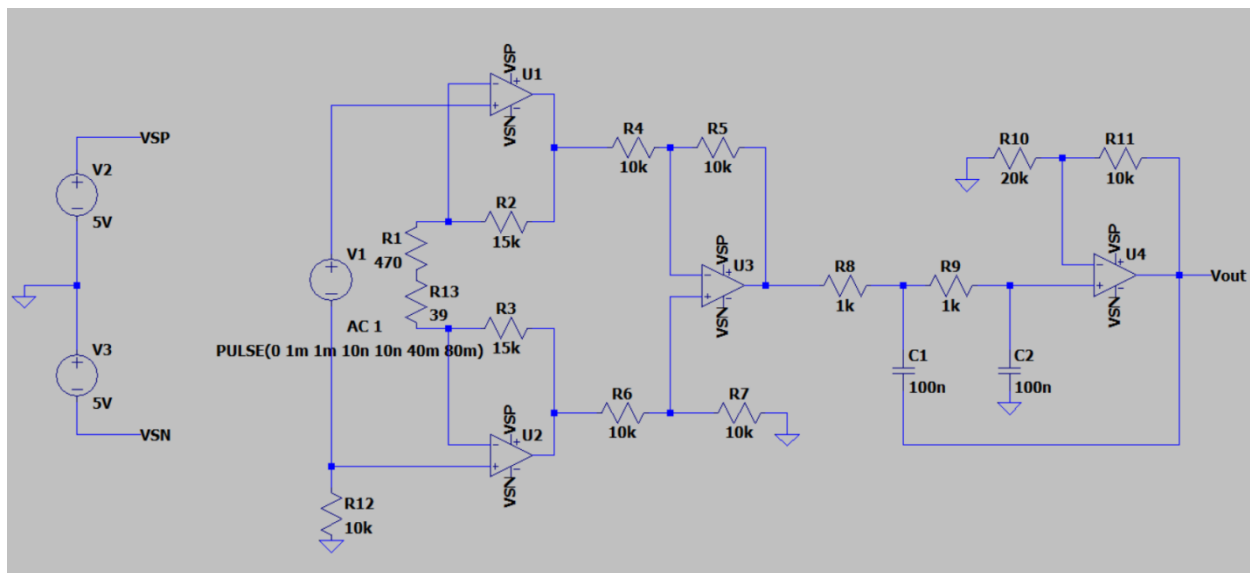 VSP
V2
5V
V3
5V
VSN
V1
AC 1
PULSE(0 1m 1m 10n 10n 40m 80m)
R12
10k
VSP
U1
VSN
R2
15k
R1
470
R13
39
R3
15k
VSP
U2
VSN
R4
10k
R5
10k
VSP
U3
VSN
R6
10k
R7
10k
R8
1k
R9
1k
C1
100n
C2
100n
R10
20k
R11
10k
VSP
U4
VSN
Vout